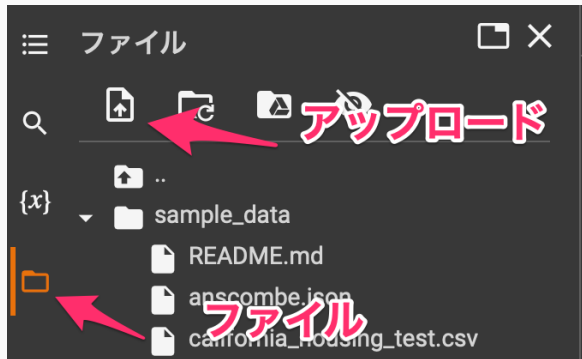 ファイル
アップロード
..
sample_data
README.md
anscombe.json
ファイル
california_housing_test.csv
{x}